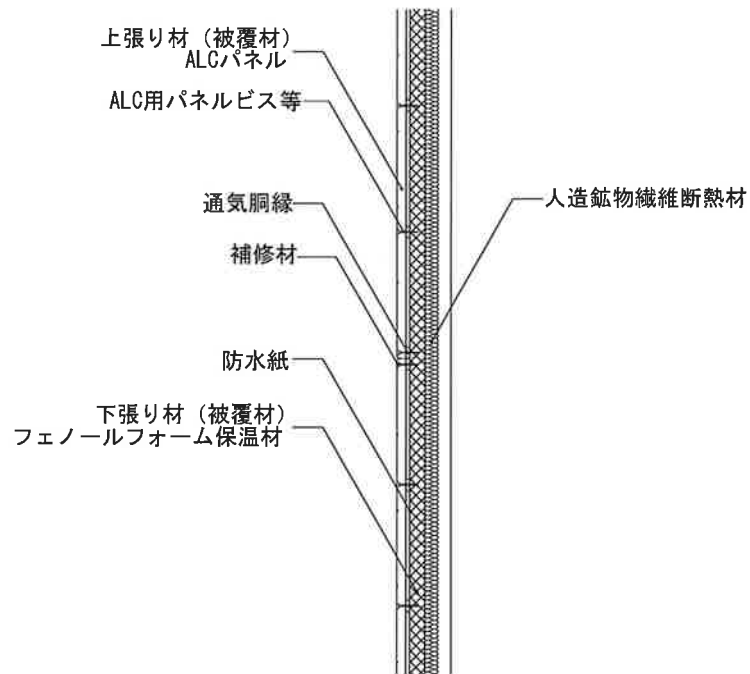 上張り材（被覆材）
ALCパネル
ALC用パネルビス等
通気胴縁
人造鉱物繊維断熱材
補修材
防水紙
下張り材（被覆材）
フェノールフォーム保温材